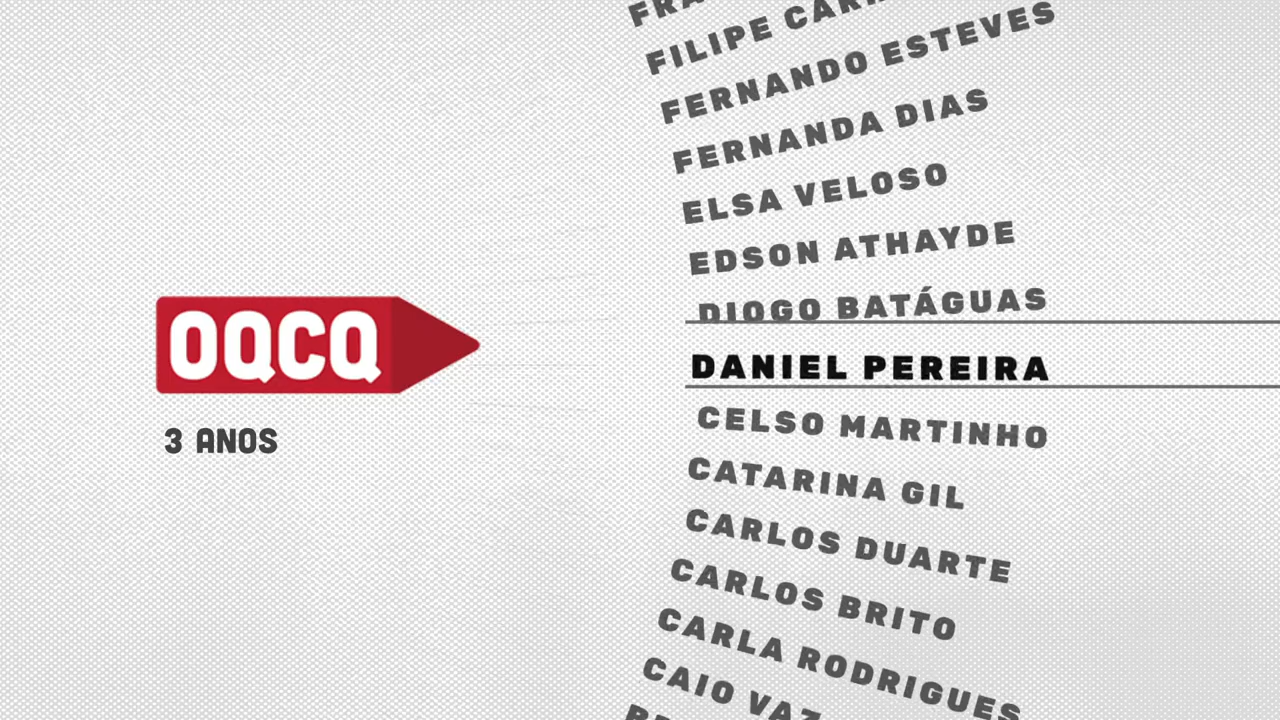 FILIPE
FERNANDO ESTEVES
FERNANDA DIAS
ELSA VELOSO
EDSON ATHAYDE
DIOGO BATÁGUAS
OQCQ
DANIEL PEREIRA
3 ANOS
CELSO MARTINHO
CATARINA GIL
CARLOS DUARTE
CARLOS BRITO
CARLA RODRIGUES
CAIO VAZ